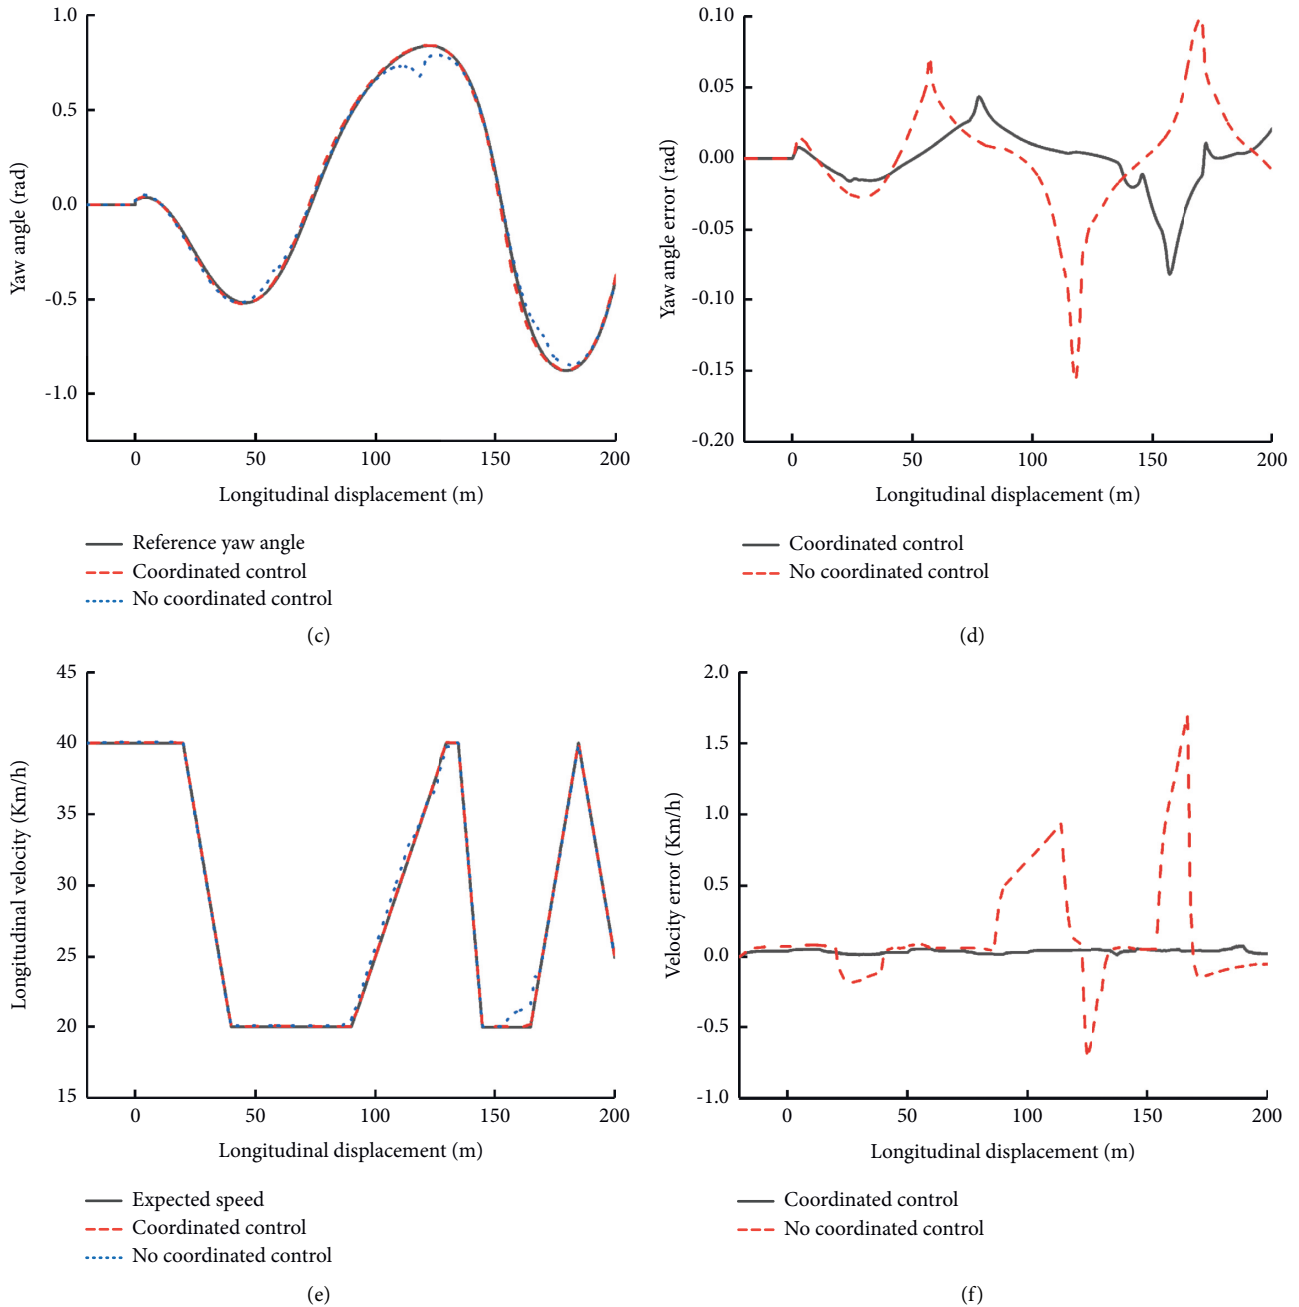 1.0
0.5
0.0
-0.5
-1.0
Yaw angle (rad)
0
50
100
150
200
Longitudinal displacement (m)
Reference yaw angle
Coordinated control
No coordinated control
(c)
0.10
0.05
0.00
-0.05
-0.10
-0.15
-0.20
Yaw angle error (rad)
0
50
100
150
200
Longitudinal displacement (m)
Coordinated control
No coordinated control
(d)
45
40
35
30
25
20
15
Longitudinal velocity (Km/h)
0
50
100
150
200
Longitudinal displacement (m)
Expected speed
Coordinated control
No coordinated control
(e)
2.0
1.5
1.0
0.5
0.0
-0.5
-1.0
Velocity error (Km/h)
0
50
100
150
200
Longitudinal displacement (m)
Coordinated control
No coordinated control
(f)